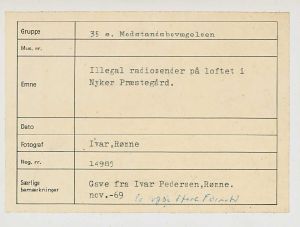 Gruppe 35 e. Modstandsbevægelsen
Mus. nr.
Emne Illegal radiosender på loftet i
Nyker Præstegård.
Dato
Fotograf Ivar, Rønne
Neg. nr. 14985
Særlige Gave fra Ivar Pedersen, Rønne.
bemærkninger nov.-69